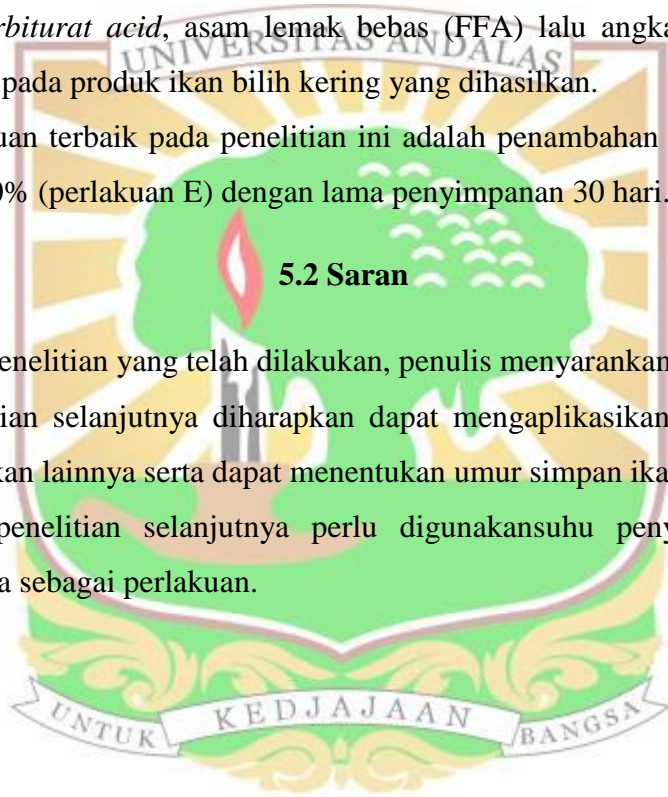 rbiturat acid, asam lemak bebas (FFA) lalu angka
UNIVERSITAS ANDALAS
pada produk ikan bilih kering yang dihasilkan.
uan terbaik pada penelitian ini adalah penambahan
0% (perlakuan E) dengan lama penyimpanan 30 hari.
5.2 Saran
enelitian yang telah dilakukan, penulis menyarankan
ian selanjutnya diharapkan dapat mengaplikasikan
kan lainnya serta dapat menentukan umur simpan ika
penelitian selanjutnya perlu digunakansuhu peny
a sebagai perlakuan.
UNTUK KEDJAJAAN BANGSA